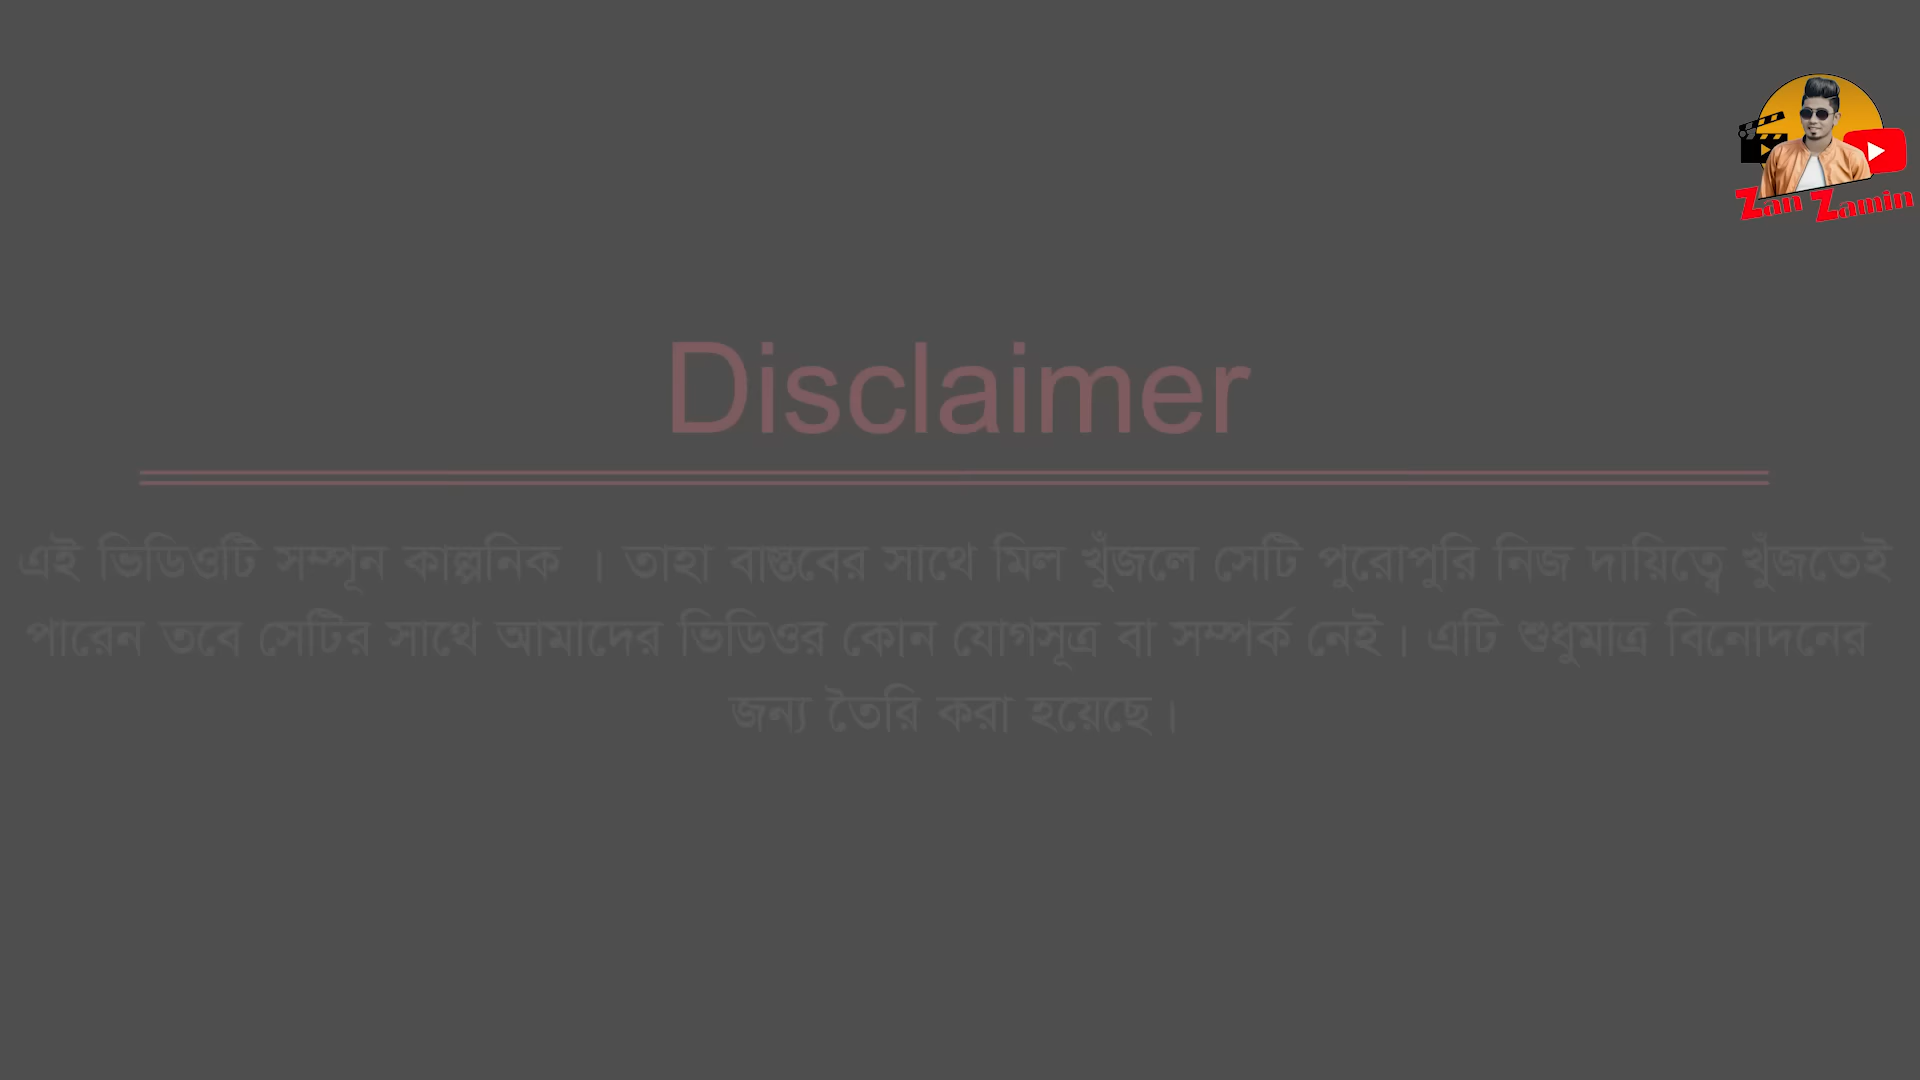 Zan Zamin
Disclaimer
এই ভিডিওটি সম্পূন কাল্পনিক । তাহা বাস্তবের সাথে মিল খুঁজলে সেটি পুরোপুরি নিজ দায়িত্বে খুঁজতেই
পারেন তবে সেটির সাথে আমাদের ভিডিওর কোন যোগসূত্র বা সম্পর্ক নেই । এটি শুধুমাত্র বিনোদনের
জন্য তৈরি করা হয়েছে ।